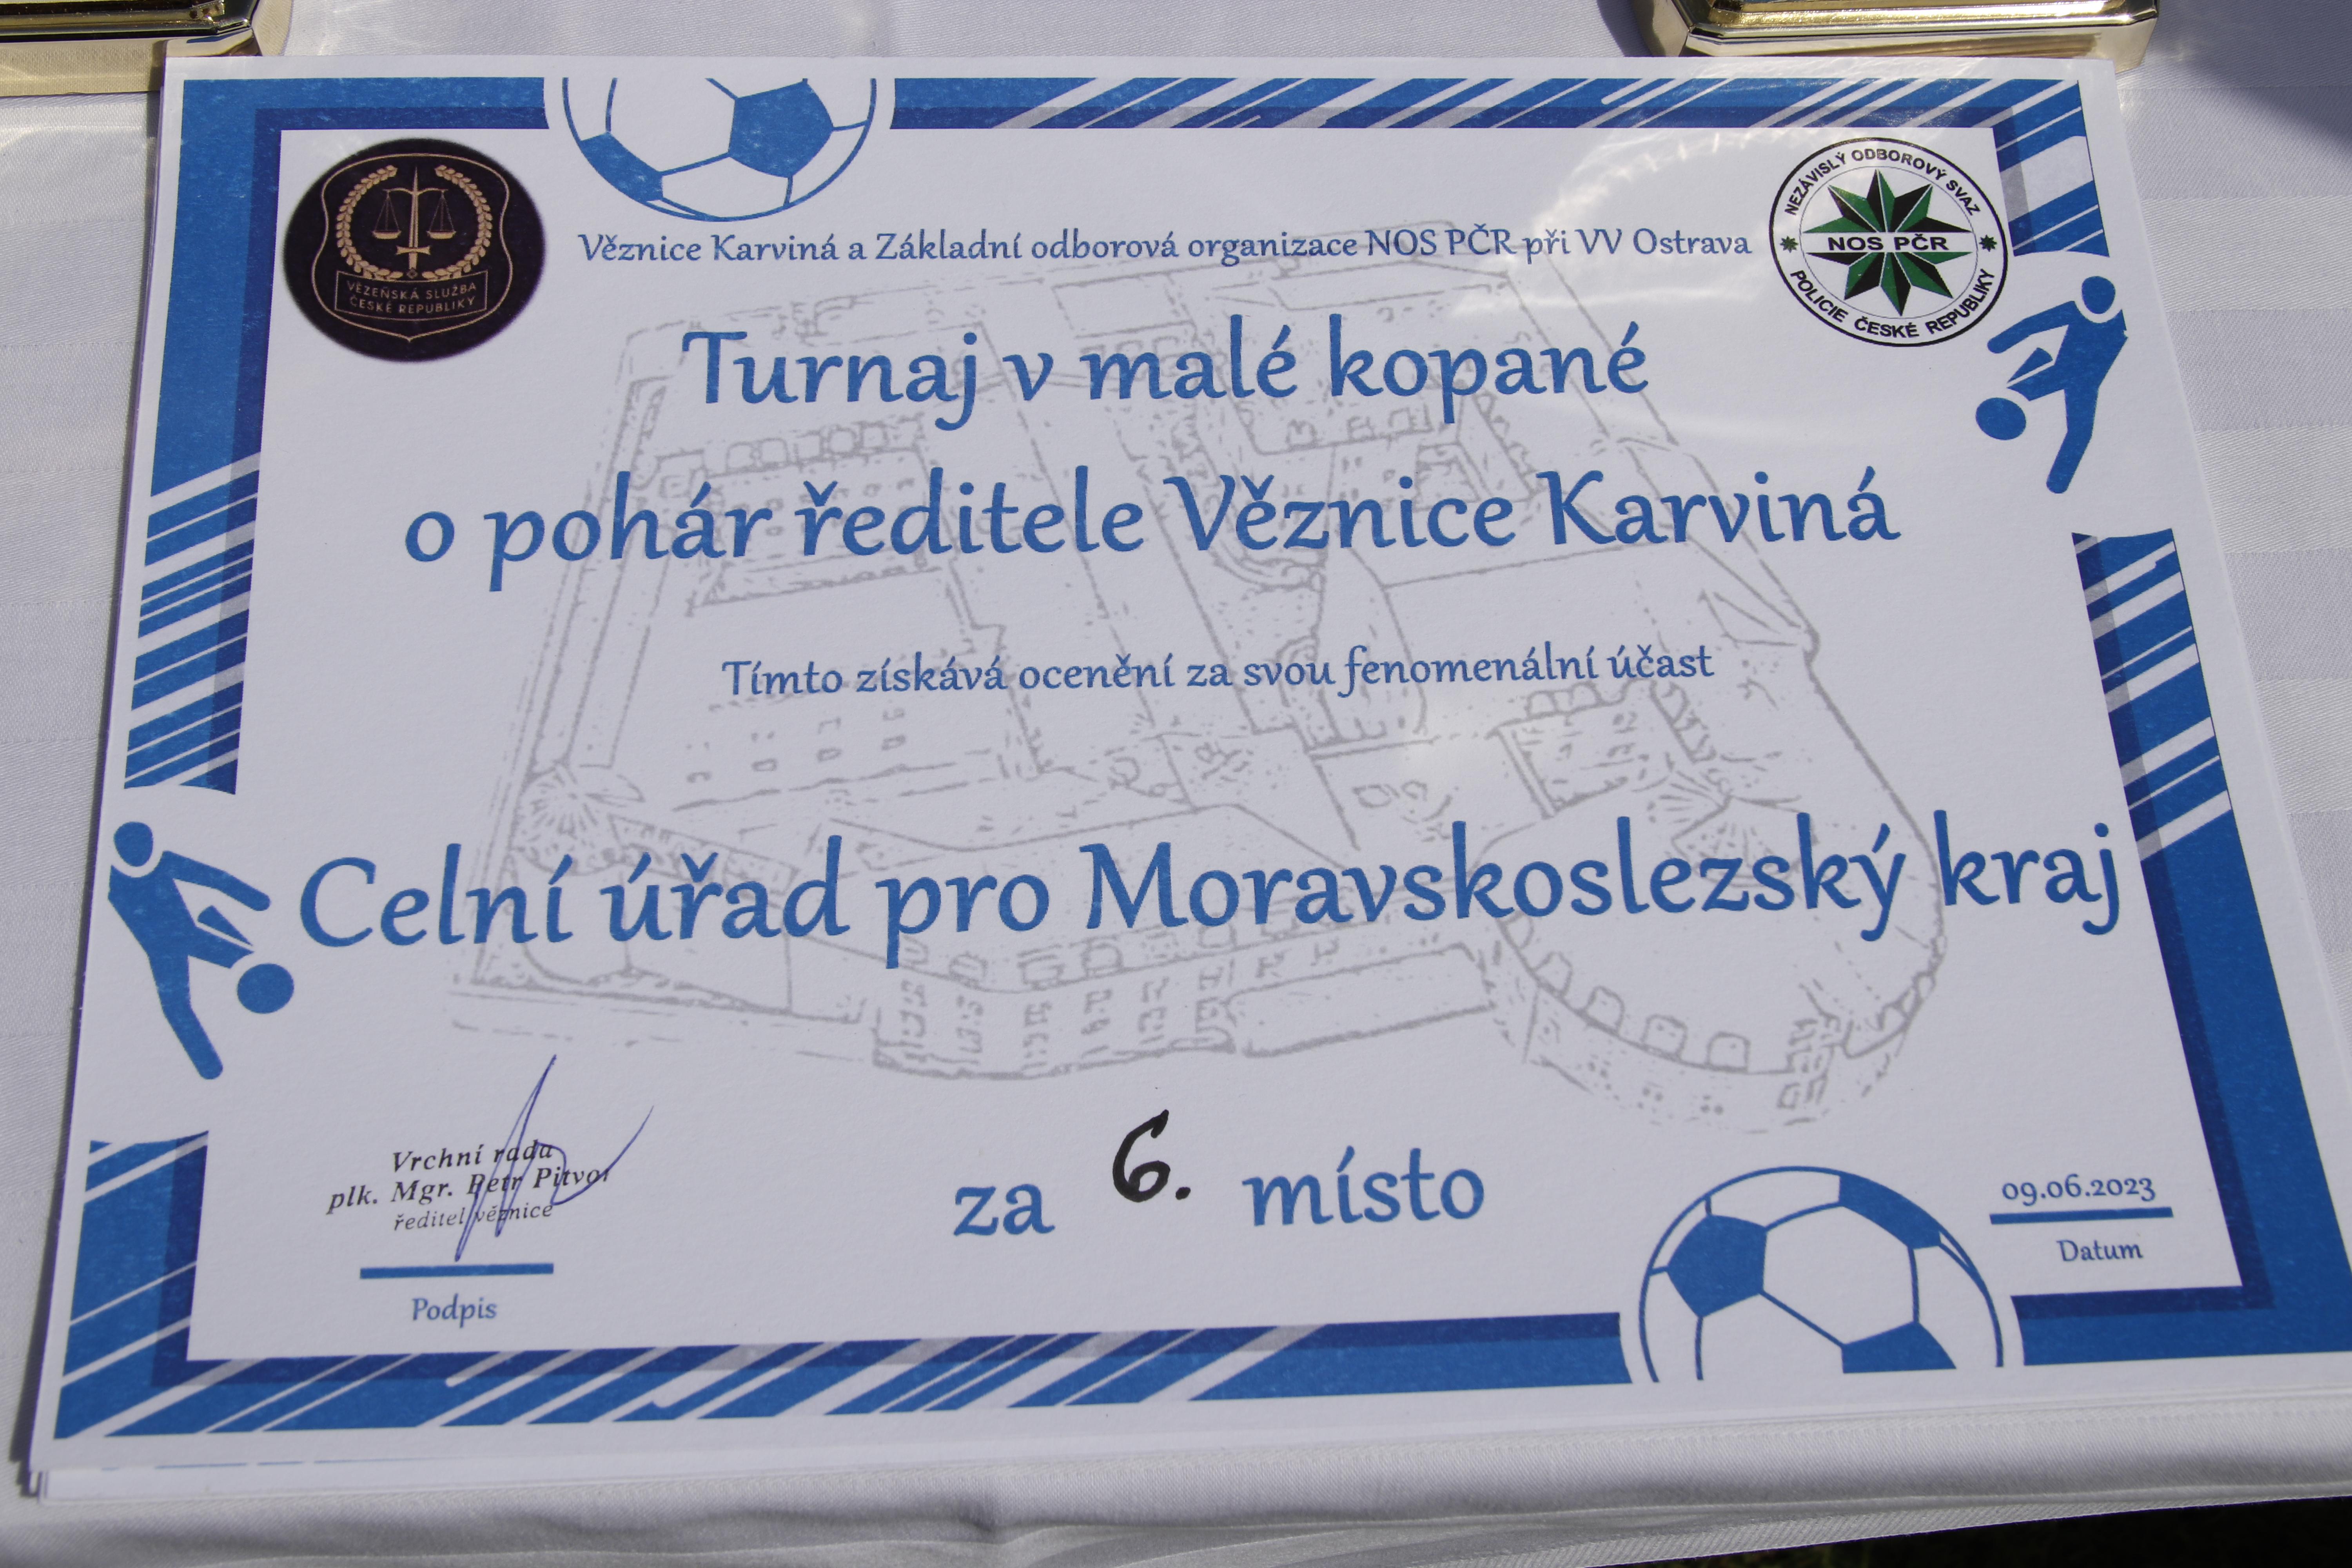 VĚZEŇSKÁ SLUŽBA
ČESKÉ REPUBLIKY
Věznice Karviná a Základní odborová organizace NOS PČR při VV Ostrava
NEZÁVISLÝ ODBOROVÝ SVAZ
NOS PČR
POLICIE ČESKÉ REPUBLIKY
Turnaj v malé kopané
o pohár ředitele Věznice Karviná
Tímto získává ocenění za svou fenomenální účast
Celní úřad pro Moravskoslezský kraj
Vrchní rada
plk. Mgr. Petr Pitvor
ředitel věznice
Podpis
za 6. místo
09.06.2023
Datum